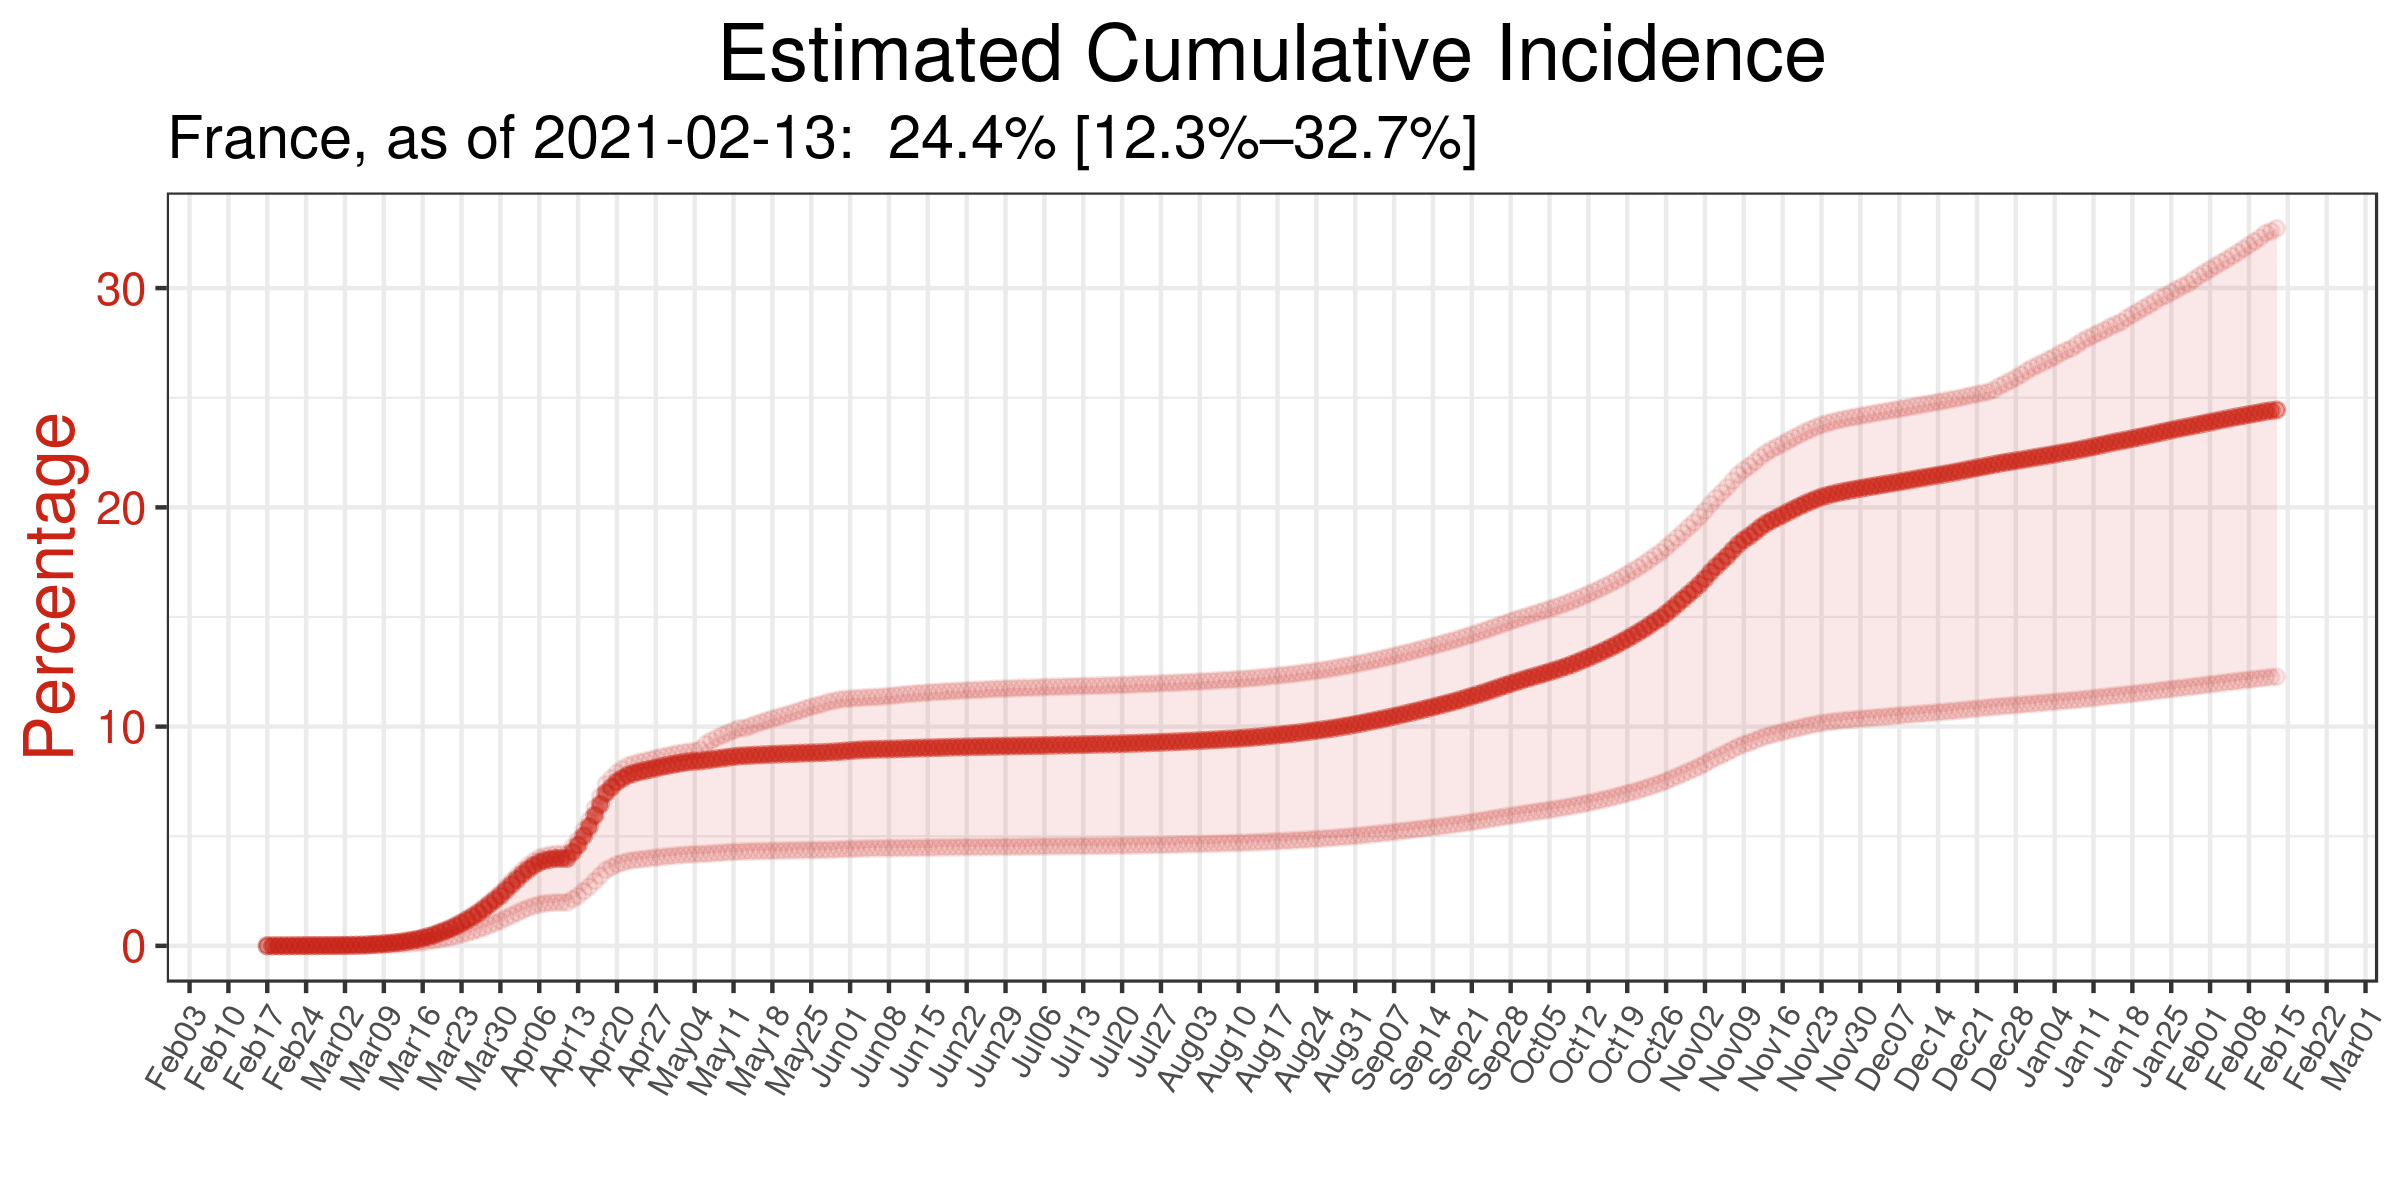 Estimated Cumulative Incidence
France, as of 2021-02-13:  24.4% [12.3%–32.7%]
Percentage
30
20
10
0
Feb03
Feb10
Feb17
Feb24
Mar02
Mar09
Mar16
Mar23
Mar30
Apr06
Apr13
Apr20
Apr27
May04
May11
May18
May25
Jun01
Jun08
Jun15
Jun22
Jun29
Jul06
Jul13
Jul20
Jul27
Aug03
Aug10
Aug17
Aug24
Aug31
Sep07
Sep14
Sep21
Sep28
Oct05
Oct12
Oct19
Oct26
Nov02
Nov09
Nov16
Nov23
Nov30
Dec07
Dec14
Dec21
Dec28
Jan04
Jan11
Jan18
Jan25
Feb01
Feb08
Feb15
Feb22
Mar01